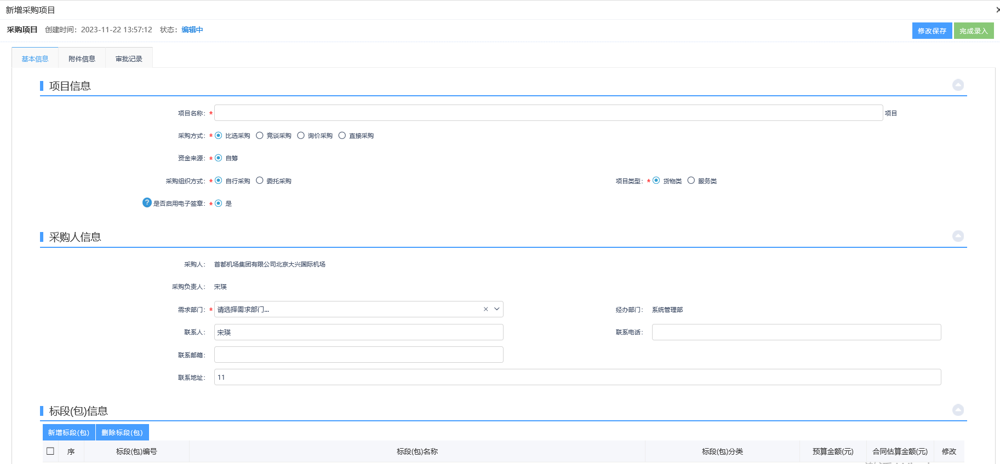 新增采购项目
采购项目 创建时间：2023-11-22 13:57:12 状态：编辑中 修改保存 完成录入
基本信息 附件信息 审批记录
项目信息
项目名称：* 项目
采购方式：* 比选采购 竞谈采购 询价采购 直接采购
资金来源：* 自筹
采购组织方式：* 自行采购 委托采购 项目类型：* 货物类 服务类
? 是否启用电子签章：* 是
采购人信息
采购人： 首都机场集团有限公司北京大兴国际机场
采购负责人： 宋瑛
需求部门：* 请选择需求部门... 经办部门： 系统管理部
联系人： 宋瑛 联系电话：
联系邮箱：
联系地址： 11
标段(包)信息
新增标段(包) 删除标段(包)
序 标段(包)编号 标段(包)名称 标段(包)分类 预算金额(元) 合同估算金额(元) 修改